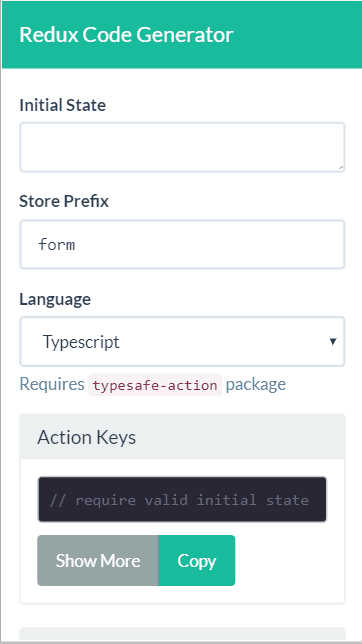 Redux Code Generator
Initial State
Store Prefix
form
Language
Typescript
Requires typesafe-action package
Action Keys
// require valid initial state
Show More Copy